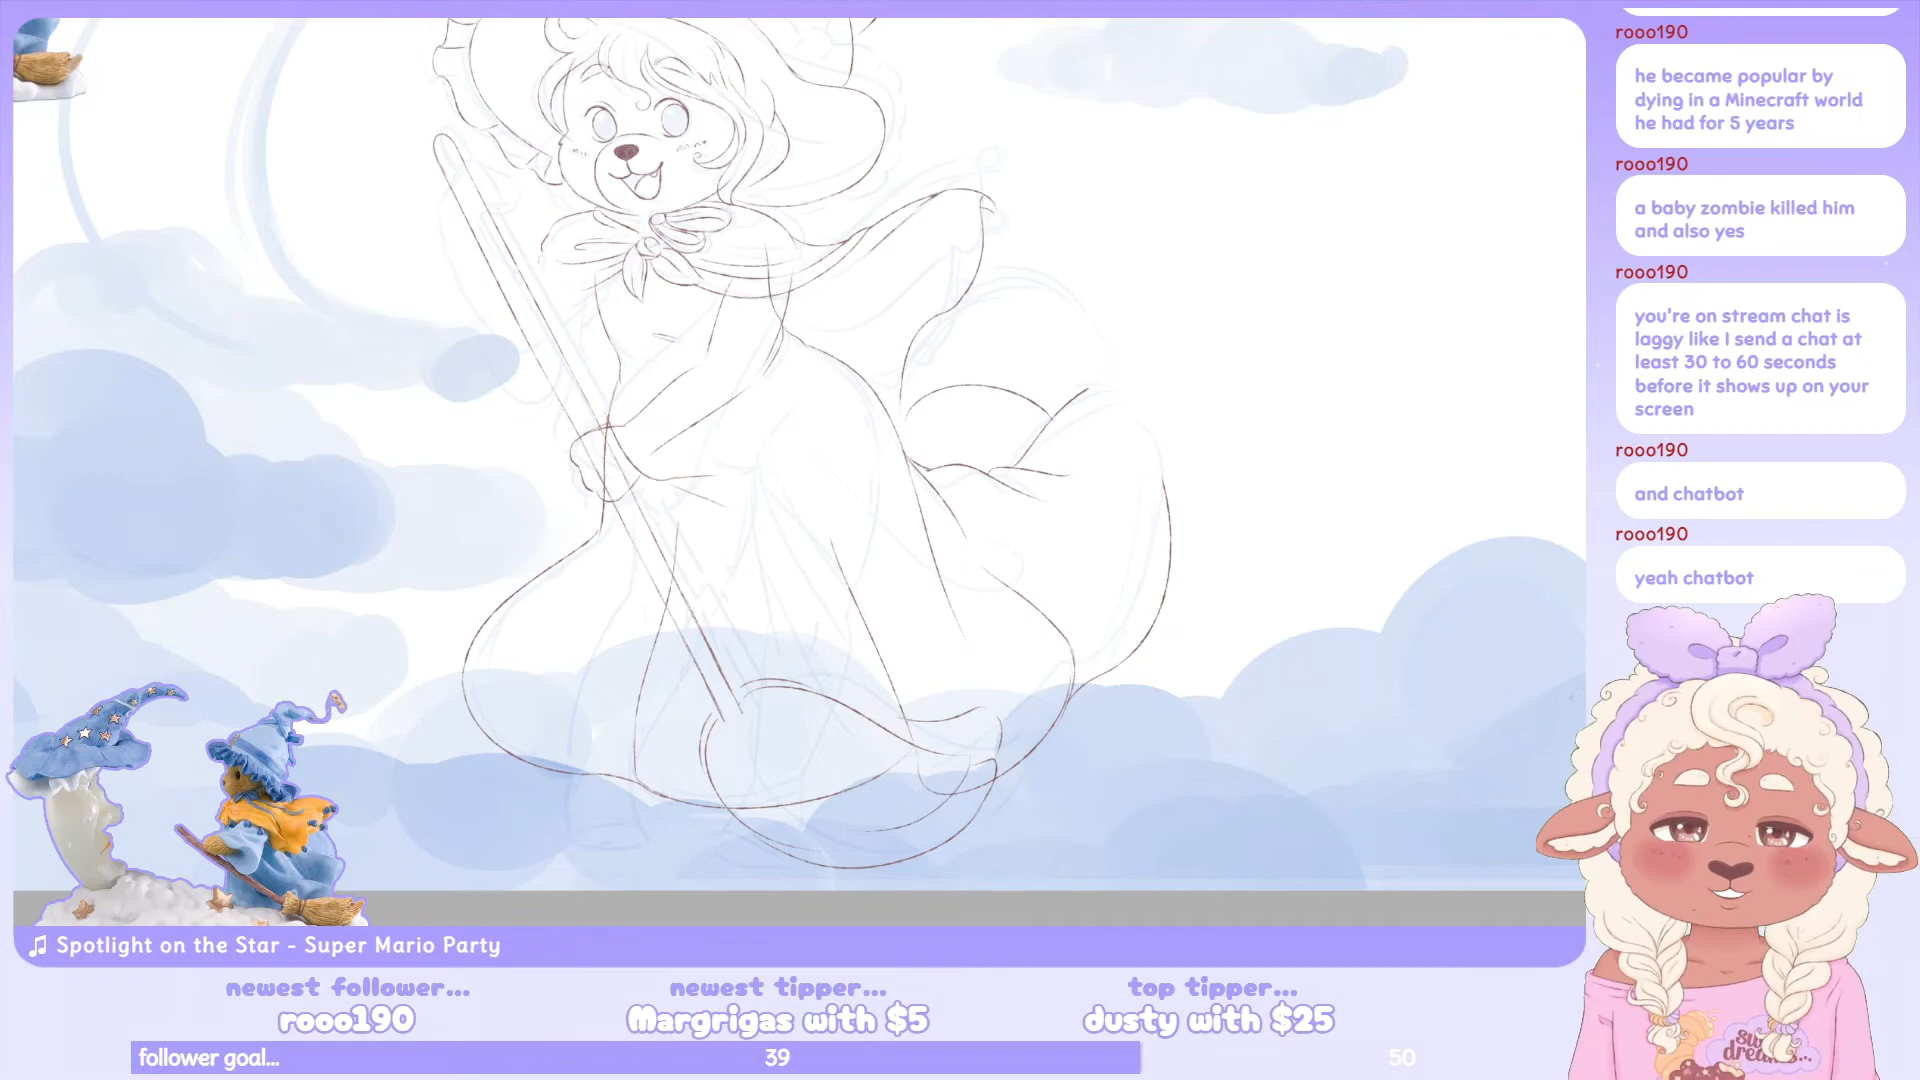 rooo190
he became popular by
dying in a Minecraft world
he had for 5 years
rooo190
a baby zombie killed him
and also yes
rooo190
you're on stream chat is
laggy like I send a chat at
least 30 to 60 seconds
before it shows up on your
screen
rooo190
and chatbot
rooo190
yeah chatbot
Spotlight on the Star - Super Mario Party
newest follower...
rooo190
newest tipper...
Margrigas with $5
top tipper...
dusty with $25
follower goal...
39
50